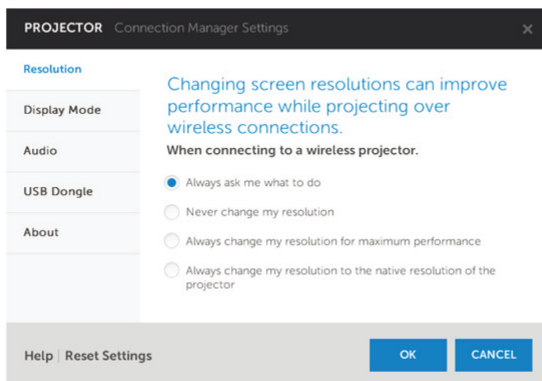 PROJECTOR Connection Manager Settings ×
Resolution
Display Mode
Audio
USB Dongle
About
Changing screen resolutions can improve
performance while projecting over
wireless connections.
When connecting to a wireless projector.
Always ask me what to do
Never change my resolution
Always change my resolution for maximum performance
Always change my resolution to the native resolution of the
projector
Help | Reset Settings
OK
CANCEL